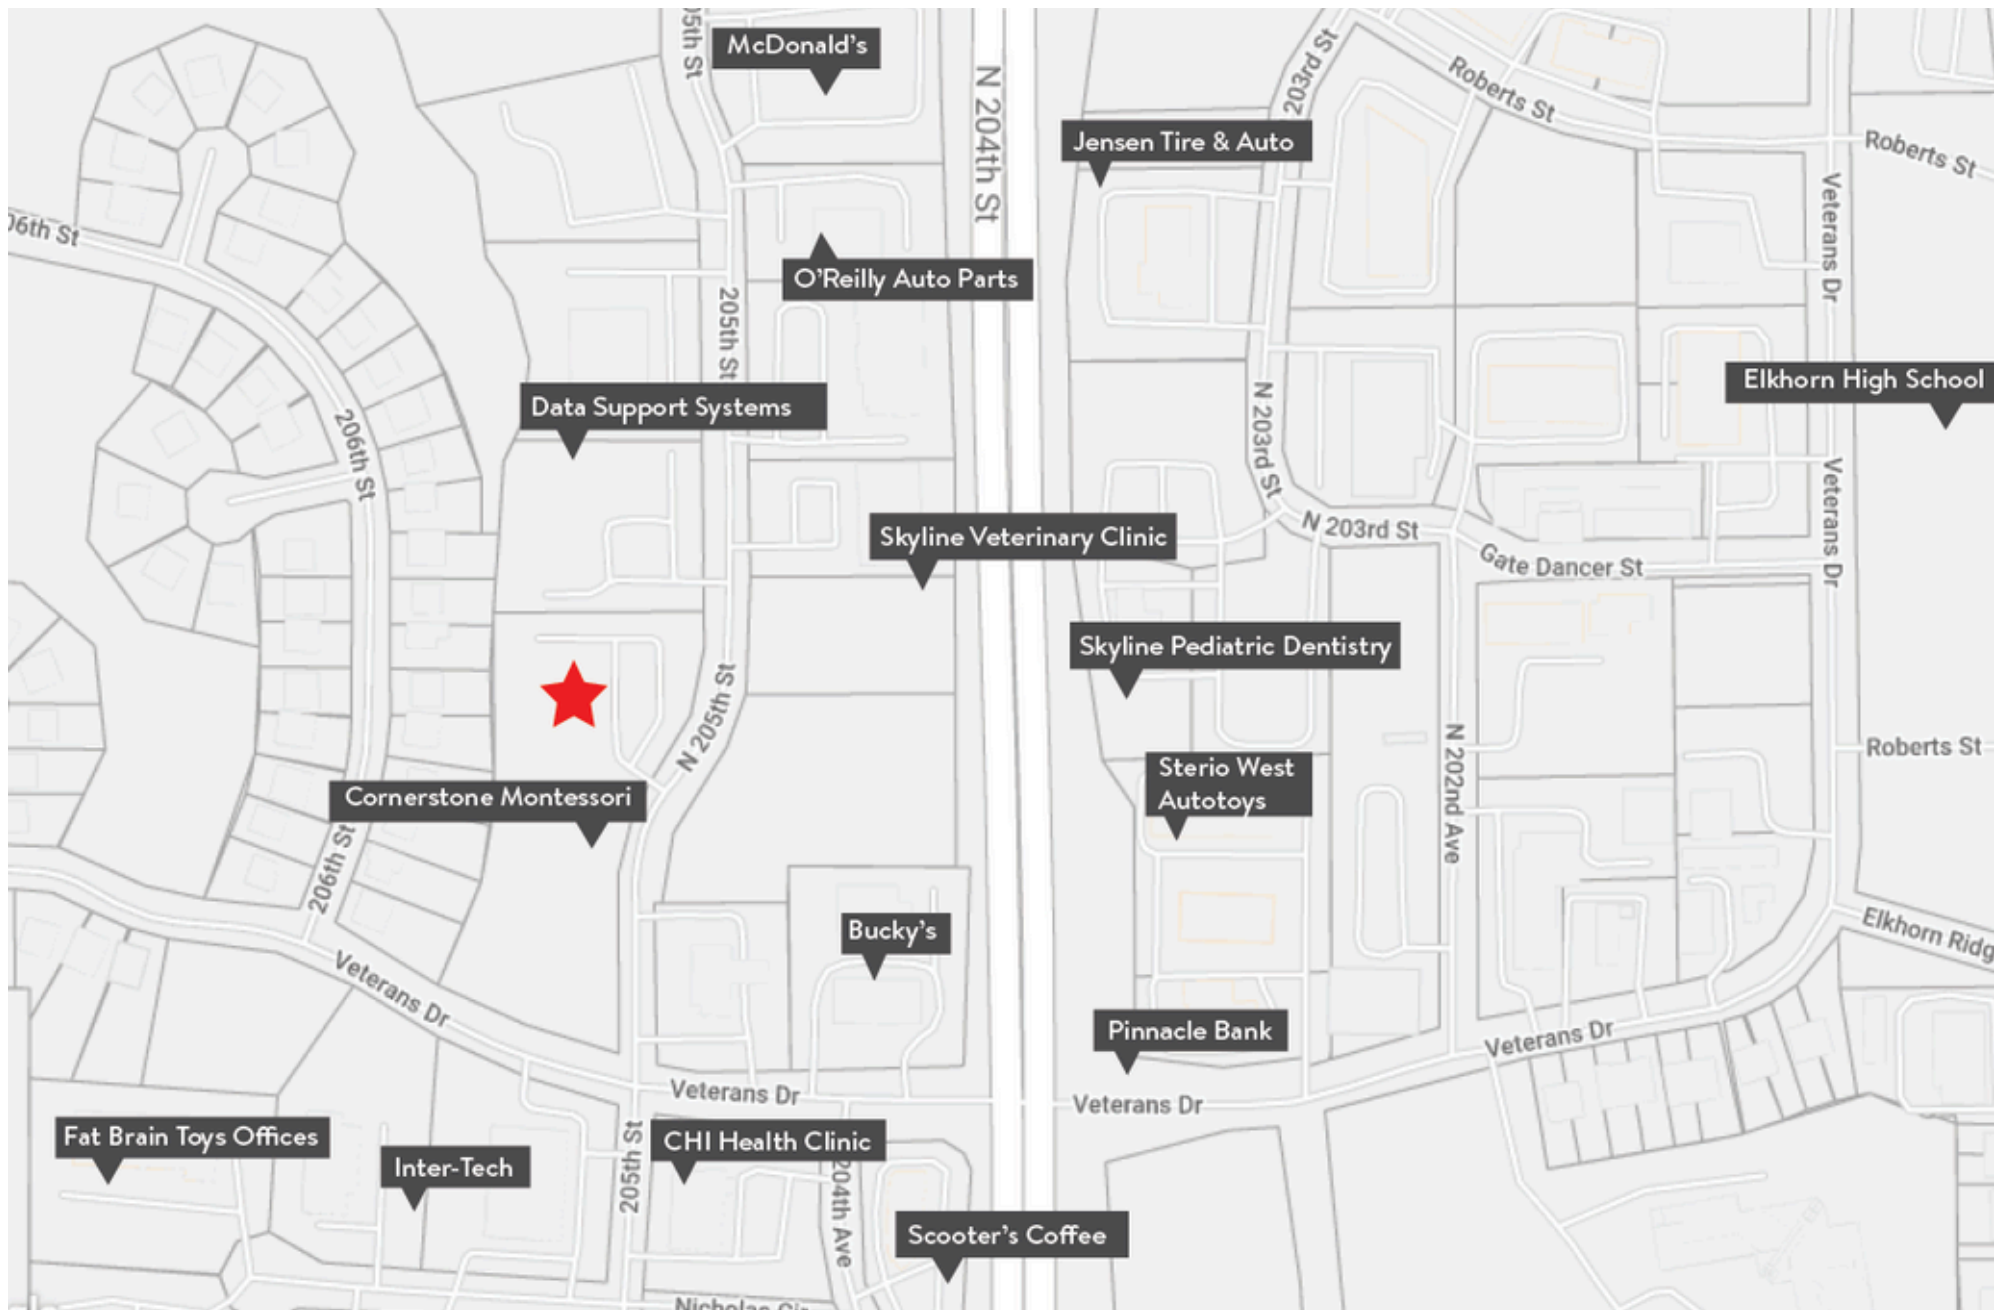 McDonald's
05th St
N 204th St
203rd St
Roberts St
Jensen Tire & Auto
Roberts St
Veterans Dr
06th St
O'Reilly Auto Parts
205th St
Data Support Systems
206th St
N 203rd St
Elkhorn High School
Veterans Dr
Skyline Veterinary Clinic
N 203rd St
Gate Dancer St
Skyline Pediatric Dentistry
N 205th St
N 202nd Ave
Roberts St
Sterio West
Autotoys
Cornerstone Montessori
206th St
Bucky's
Elkhorn Ridg
Veterans Dr
Pinnacle Bank
Veterans Dr
Veterans Dr
Veterans Dr
Fat Brain Toys Offices
Inter-Tech
205th St
CHI Health Clinic
204th Ave
Scooter's Coffee